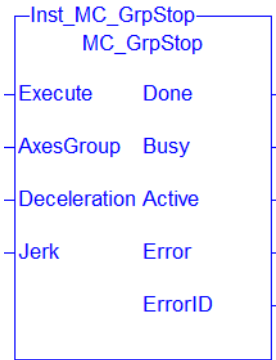 Inst_MC_GrpStop
MC_GrpStop
Execute Done
AxesGroup Busy
Deceleration Active
Jerk Error
ErrorID